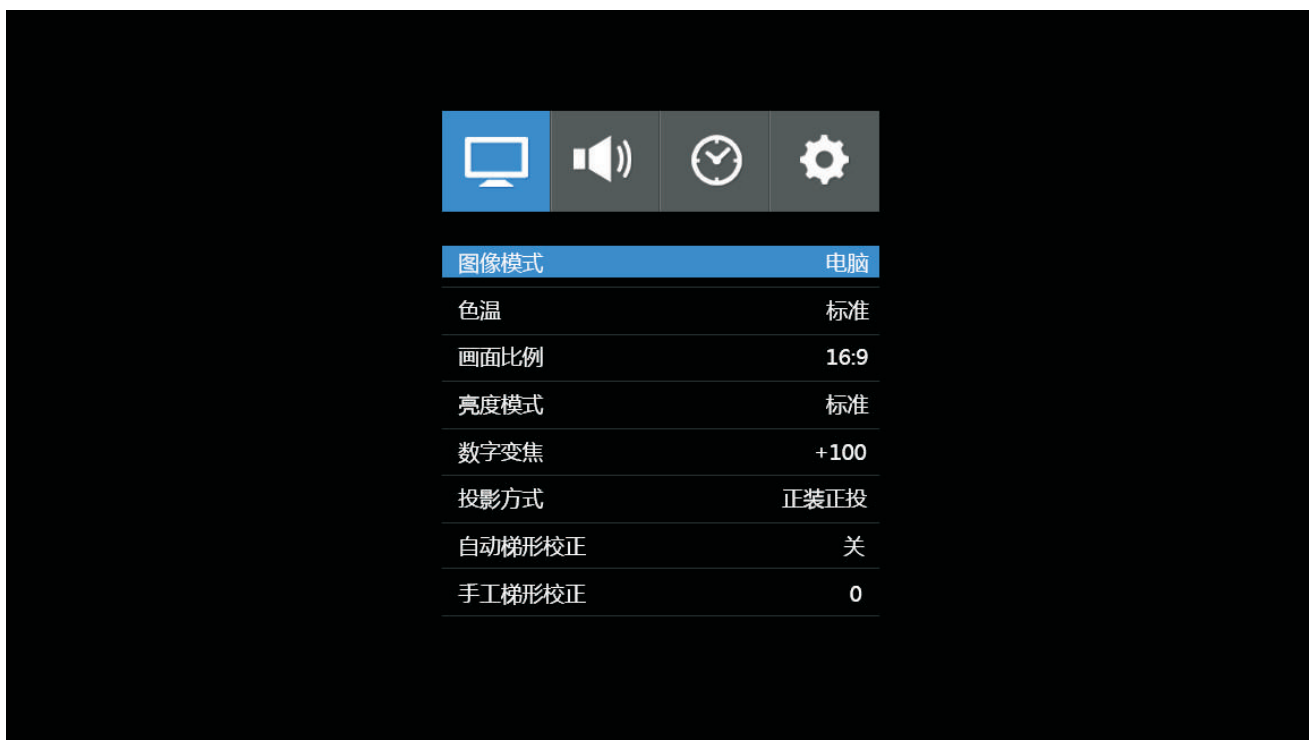 图像模式 电脑
色温 标准
画面比例 16:9
亮度模式 标准
数字变焦 +100
投影方式 正装正投
自动梯形校正 关
手工梯形校正 0